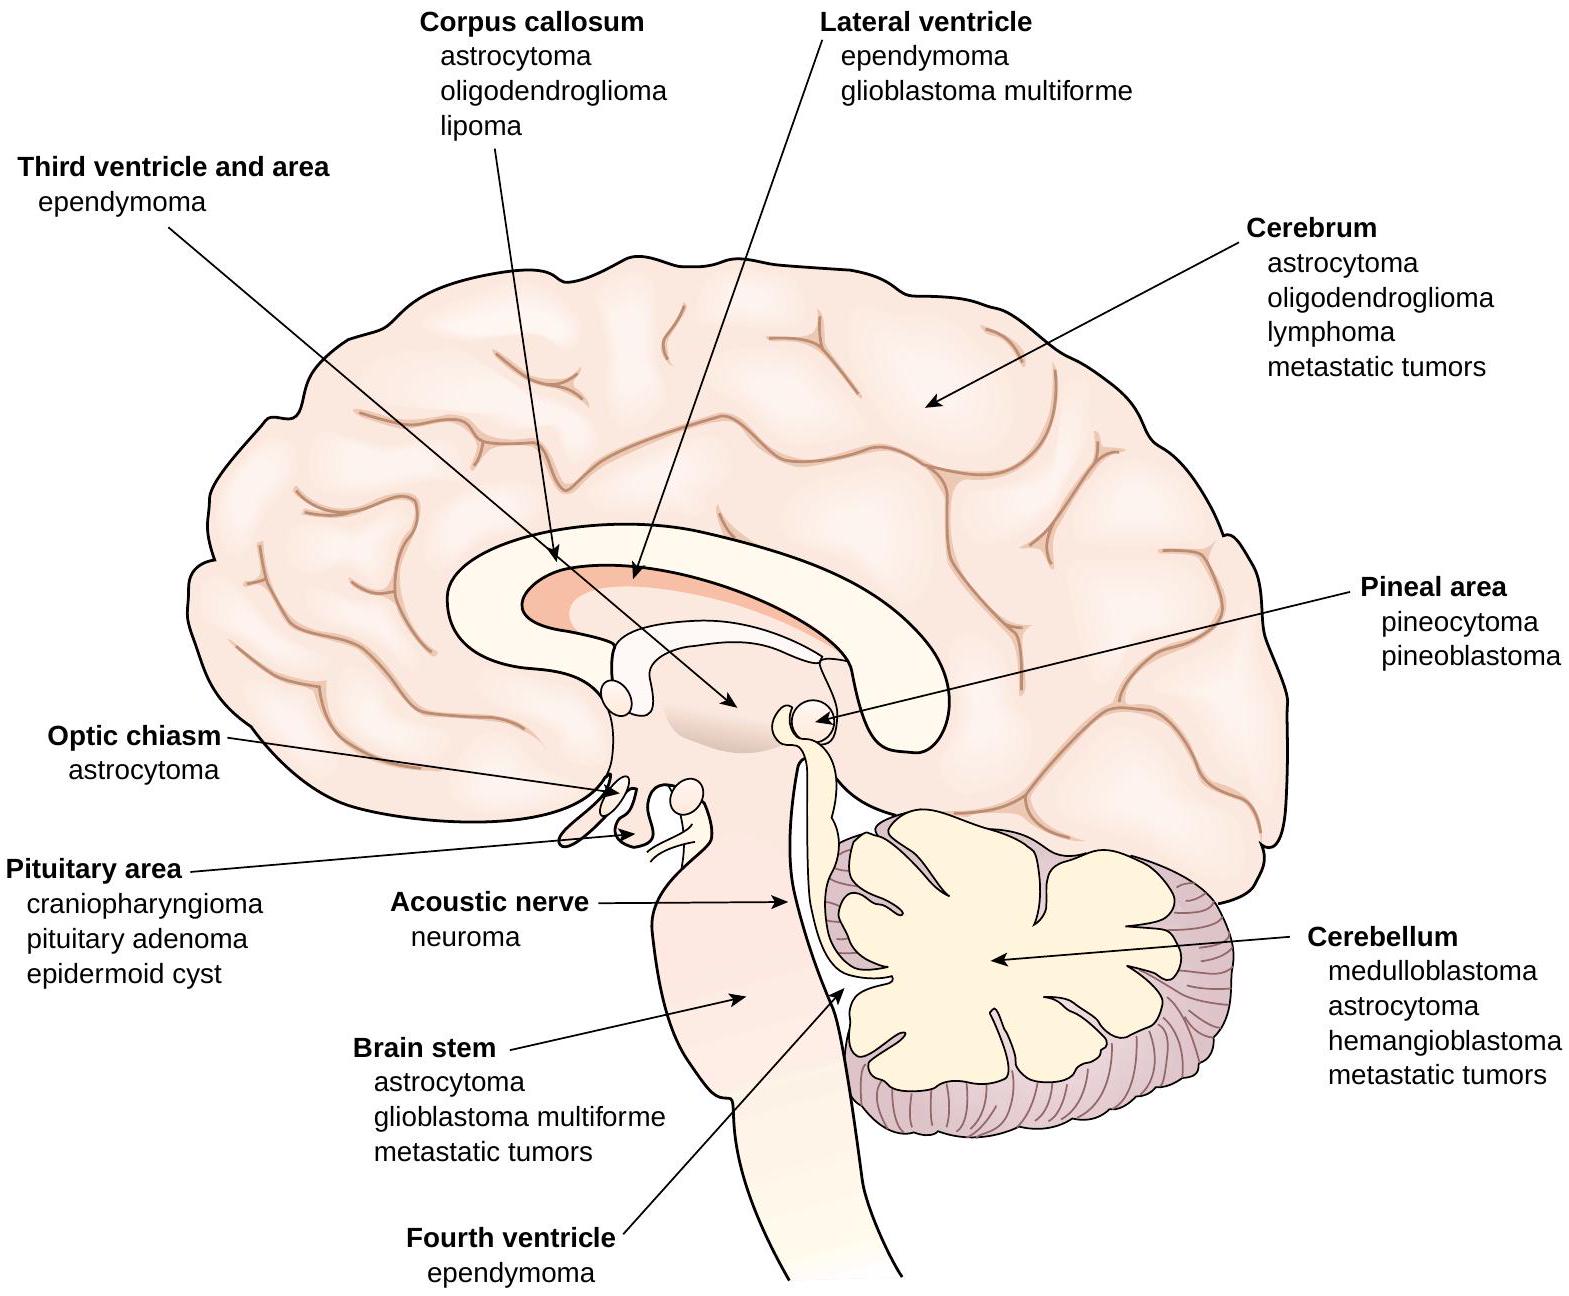 Corpus callosum
astrocytoma
oligodendroglioma
lipoma
Lateral ventricle
ependymoma
glioblastoma multiforme
Third ventricle and area
ependymoma
Cerebrum
astrocytoma
oligodendroglioma
lymphoma
metastatic tumors
Pineal area
pineocytoma
pineoblastoma
Optic chiasm
astrocytoma
Pituitary area
craniopharyngioma
pituitary adenoma
epidermoid cyst
Acoustic nerve
neuroma
Cerebellum
medulloblastoma
astrocytoma
hemangioblastoma
metastatic tumors
Brain stem
astrocytoma
glioblastoma multiforme
metastatic tumors
Fourth ventricle
ependymoma